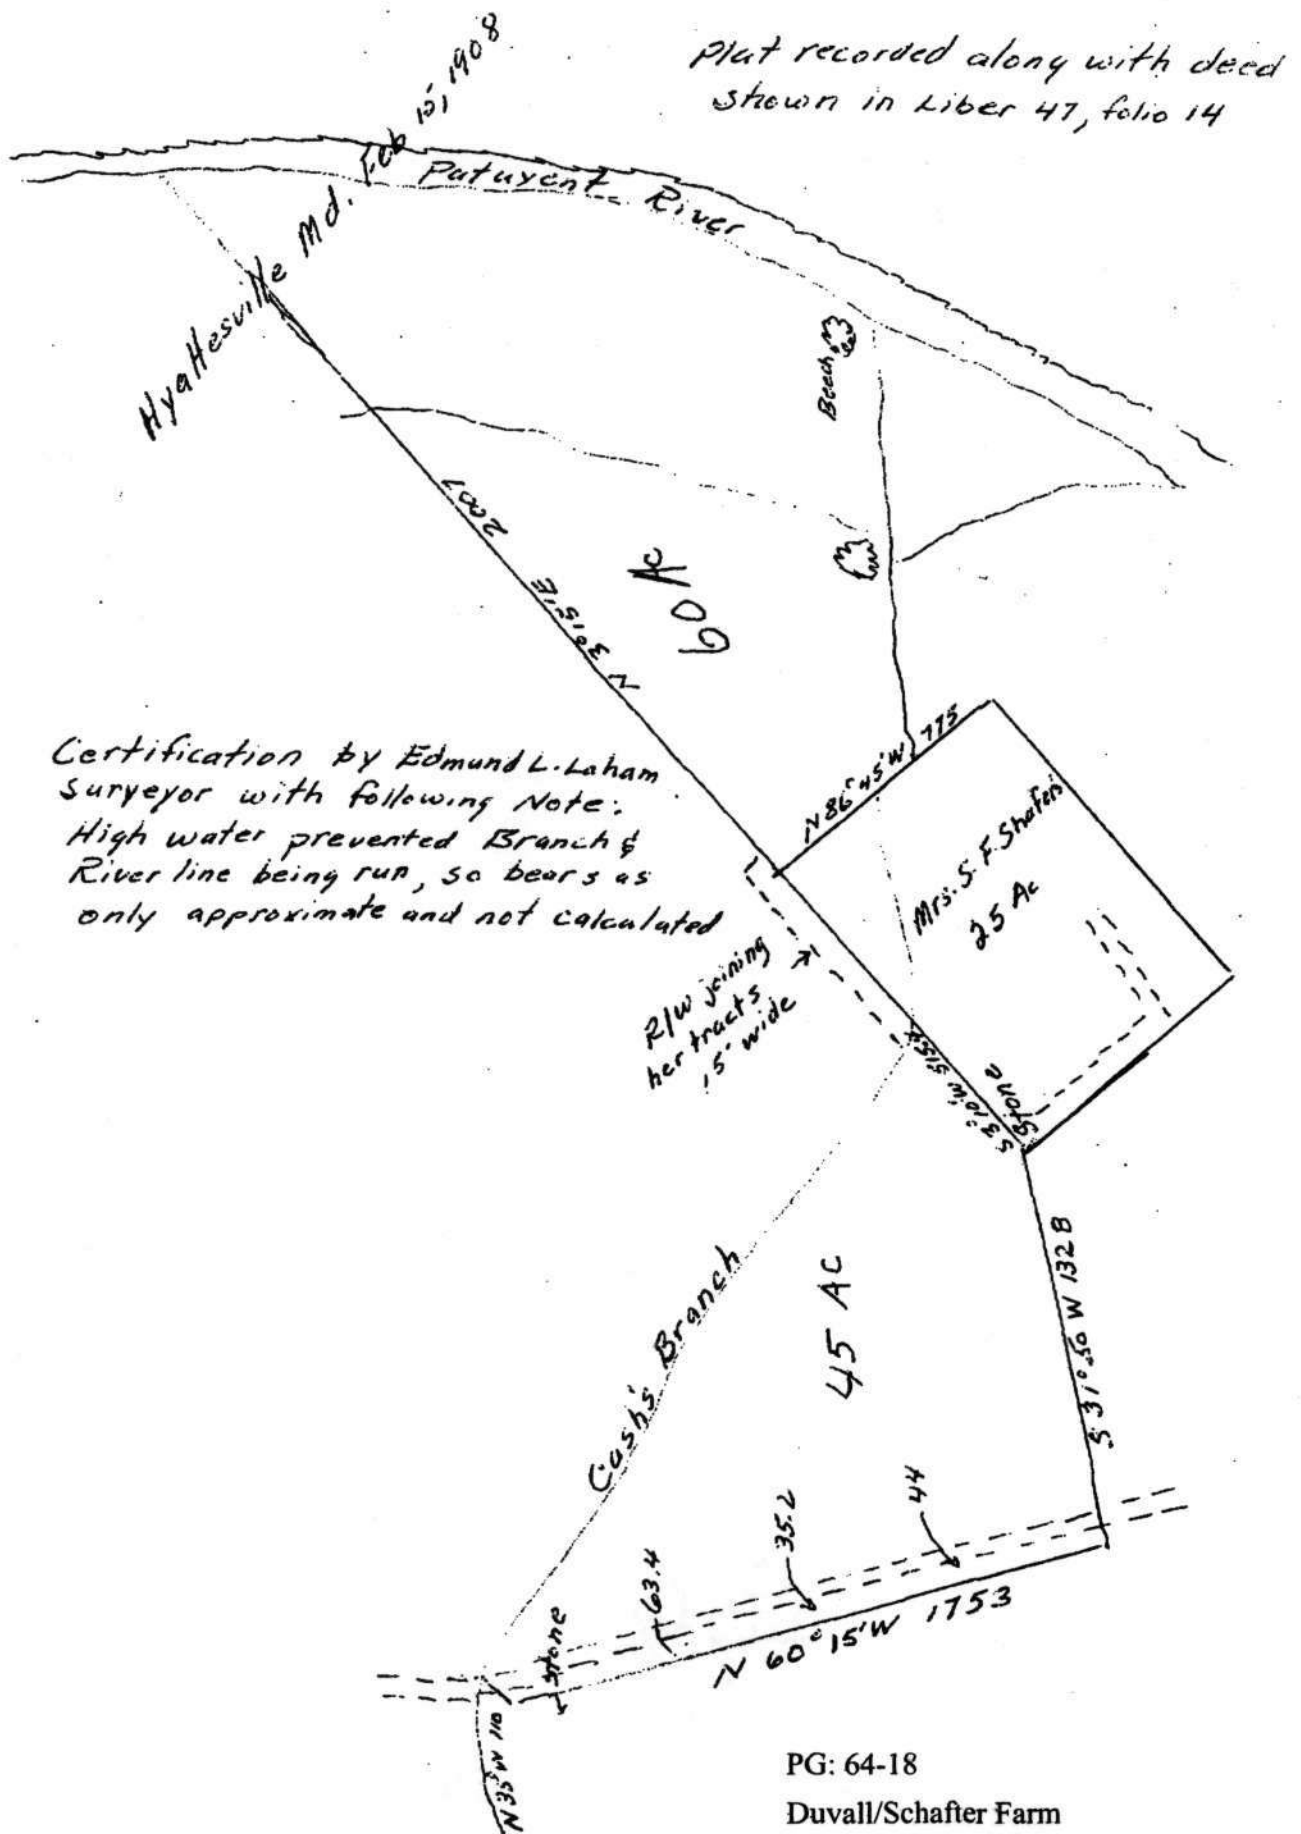 Plat recorded along with deed
shown in Liber 47, folio 14
Hyattesville Md. Feb 15, 1908
Patuxent River
Beech
2007
N 3°15'E
60 Ac
Certification by Edmund L. Laham
Surveyor with following Note:
High water prevented Branch &
River line being run, so bears as
only approximate and not calculated
N 86°45'W 775
Mrs. S. F. Shafer's
25 Ac
R/W joining
her tracts
15' wide
S 3°10'W
Stone
Cash's Branch
45 AC
S 31°50 W 1328
63.4
35.2
44
stone
N 60°15'W 1753
N 35 W 110
PG: 64-18
Duvall/Schafter Farm